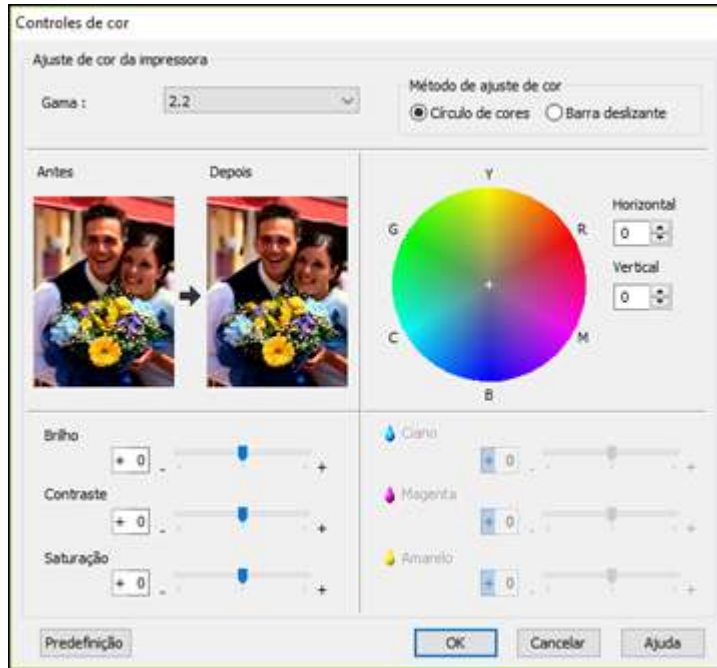 Controles de cor
Ajuste de cor da impressora
Gama :
2.2
Método de ajuste de cor
Círculo de cores
Barra deslizante
Antes
Depois
Y
G
R
C
M
B
Horizontal
0
Vertical
0
Brilho
+ 0
- +
Contraste
+ 0
- +
Saturação
+ 0
- +
Ciano
+ 0
- +
Magenta
+ 0
- +
Amarelo
+ 0
- +
Predefinição
OK
Cancelar
Ajuda